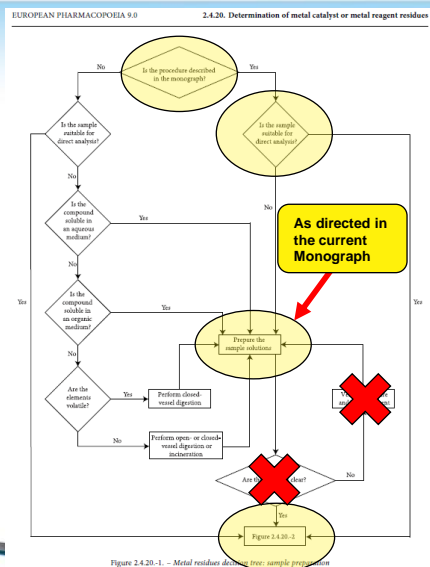 EUROPEAN PHARMACOPOEIA 9.0
2.4.20. Determination of metal catalyst or metal reagent residues
Is the procedure described
in the monograph?
No
Yes
Is the sample
suitable for
direct analysis?
Is the sample
suitable for
direct analysis?
No
No
Is the
compound
soluble in
an aqueous
medium?
Yes
As directed in
the current
Monograph
No
Yes
Yes
Is the
compound
soluble in
an organic
medium?
Yes
Prepare the
sample solutions
No
Are the
elements
volatile?
Yes
Perform closed-
vessel digestion
No
Perform open- or closed-
vessel digestion or
incineration
Are clear?
No
Yes
Figure 2.4.20.-2
Figure 2.4.20.-1. – Metal residues decision tree: sample preparation